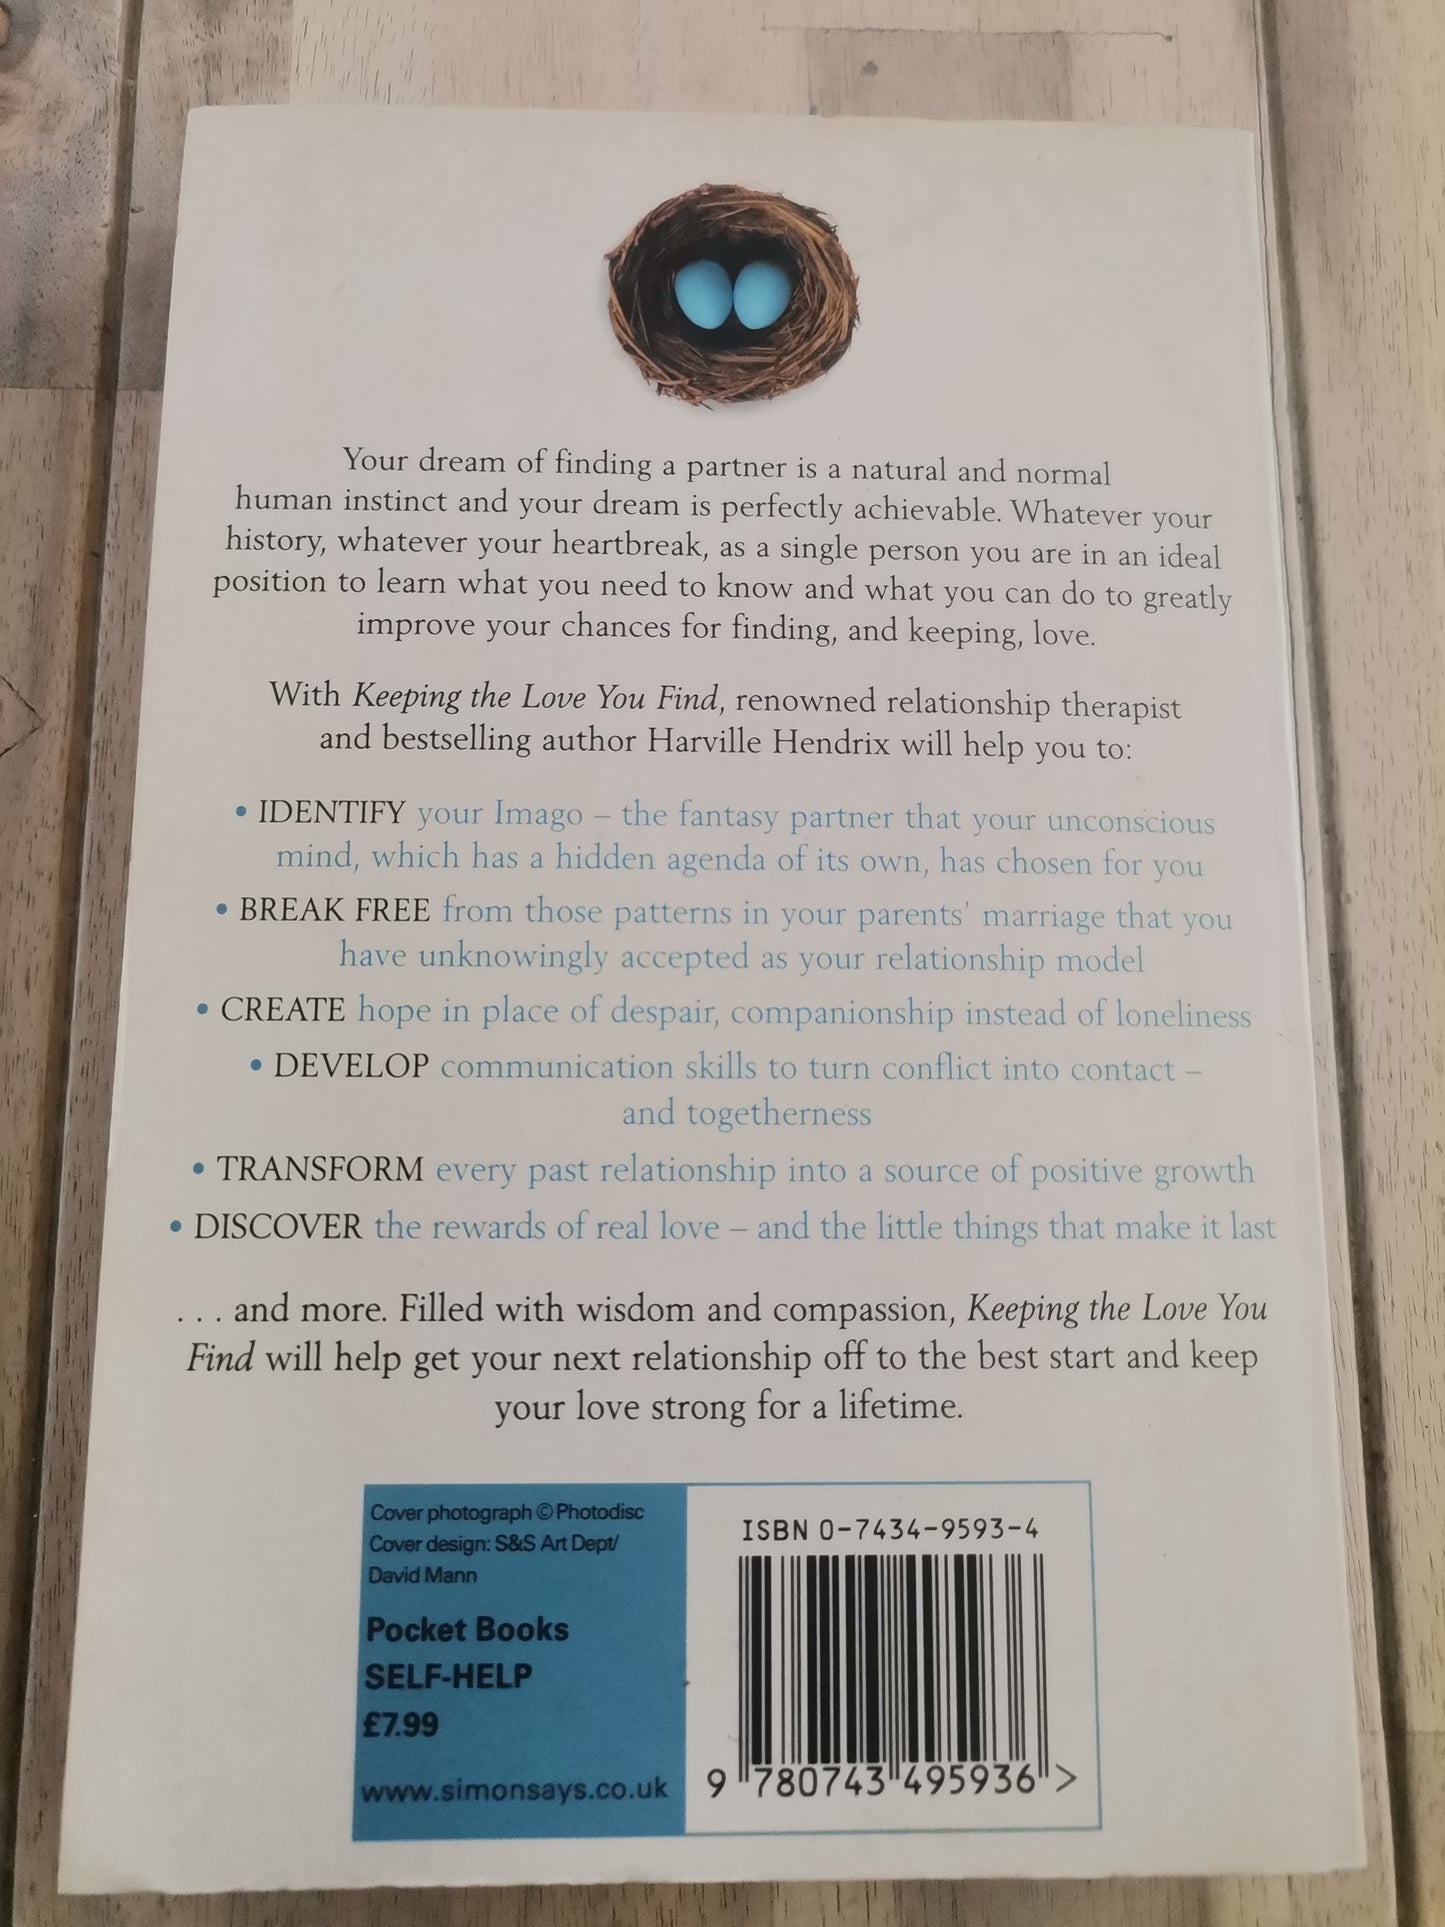 Your dream of finding a partner is a natural and normal
human instinct and your dream is perfectly achievable. Whatever your
history, whatever your heartbreak, as a single person you are in an ideal
position to learn what you need to know and what you can do to greatly
improve your chances for finding, and keeping, love.
With Keeping the Love You Find, renowned relationship therapist
and bestselling author Harville Hendrix will help you to:
• IDENTIFY your Imago – the fantasy partner that your unconscious
mind, which has a hidden agenda of its own, has chosen for you
• BREAK FREE from those patterns in your parents' marriage that you
have unknowingly accepted as your relationship model
• CREATE hope in place of despair, companionship instead of loneliness
• DEVELOP communication skills to turn conflict into contact –
and togetherness
• TRANSFORM every past relationship into a source of positive growth
• DISCOVER the rewards of real love – and the little things that make it last
. . . and more. Filled with wisdom and compassion, Keeping the Love You
Find will help get your next relationship off to the best start and keep
your love strong for a lifetime.
Cover photograph © Photodisc
Cover design: S&S Art Dept/
David Mann
Pocket Books
SELF-HELP
£7.99
www.simonsays.co.uk
ISBN 0-7434-9593-4
9 780743 495936 >